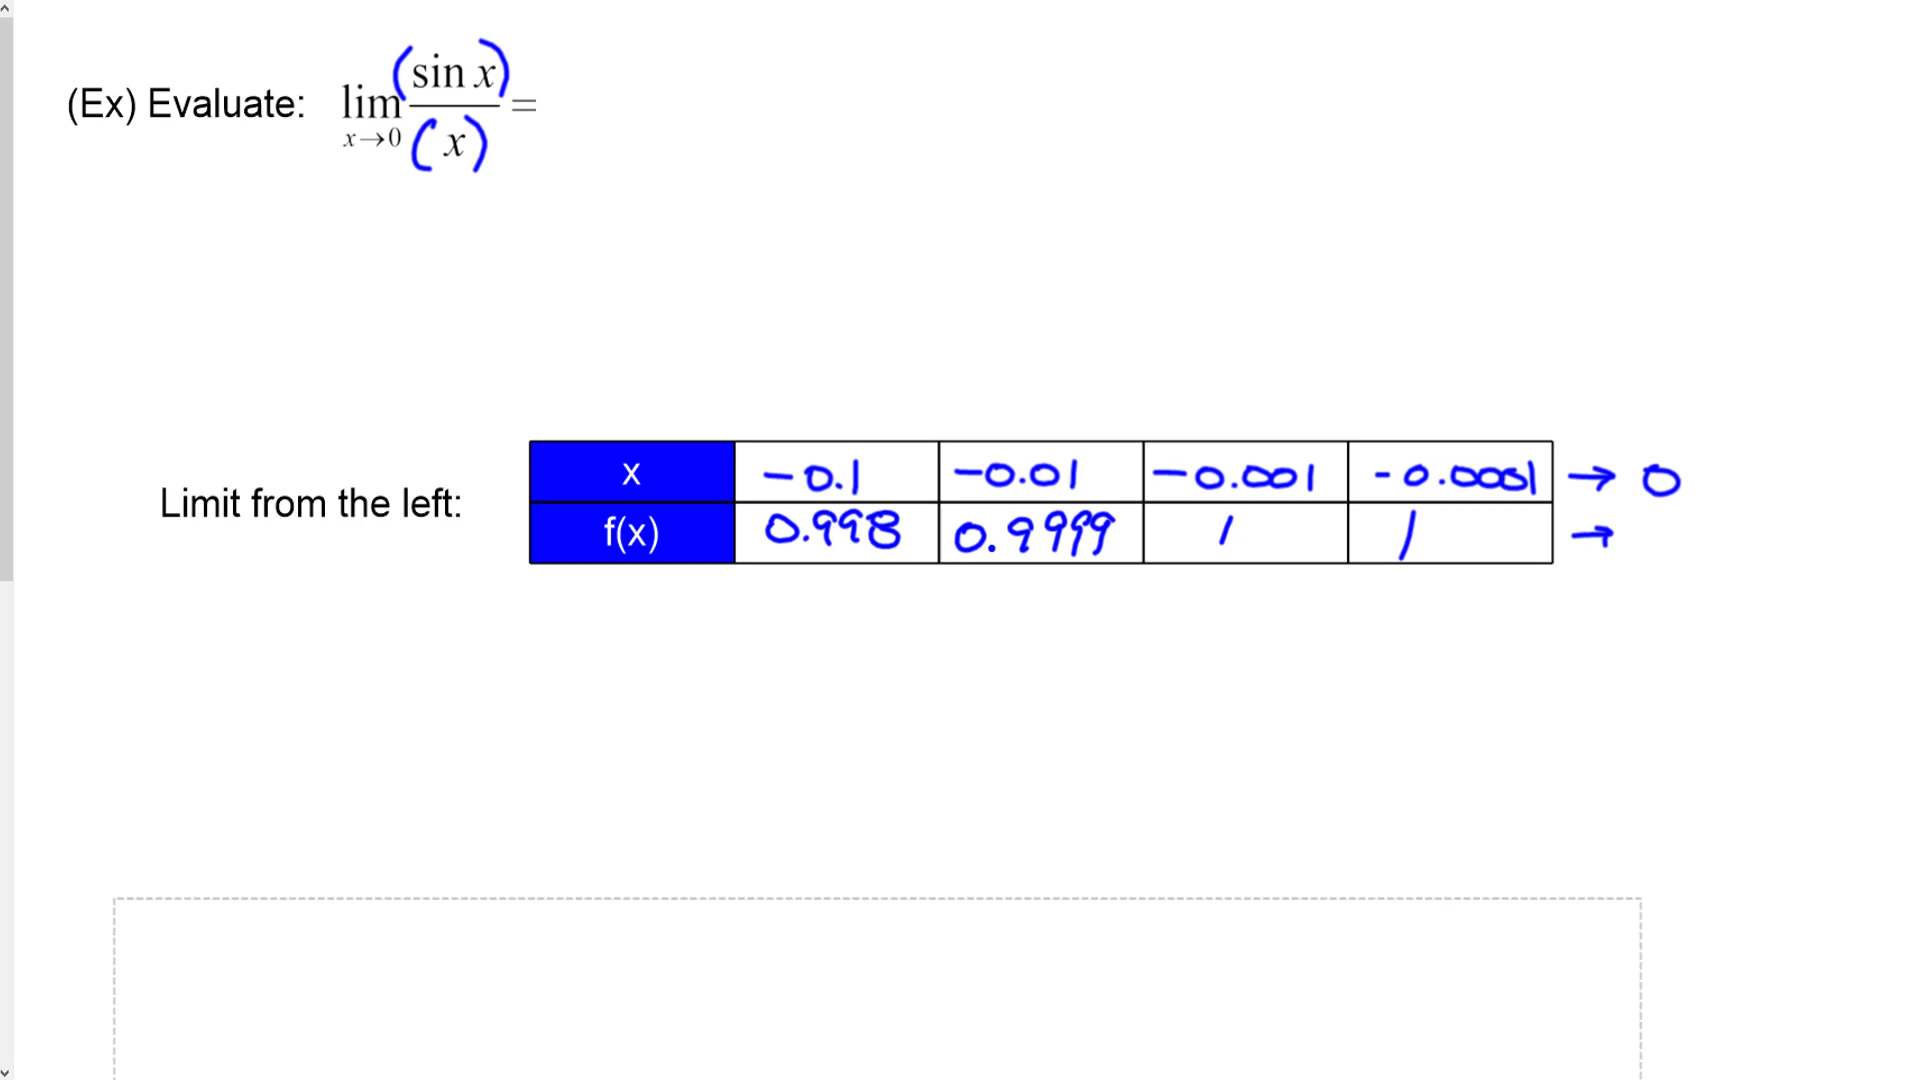 (Ex) Evaluate: lim x→0 (sin x)/(x) =
Limit from the left:
x -0.1 -0.01 -0.001 -0.0001 → 0
f(x) 0.998 0.9999 1 1 →